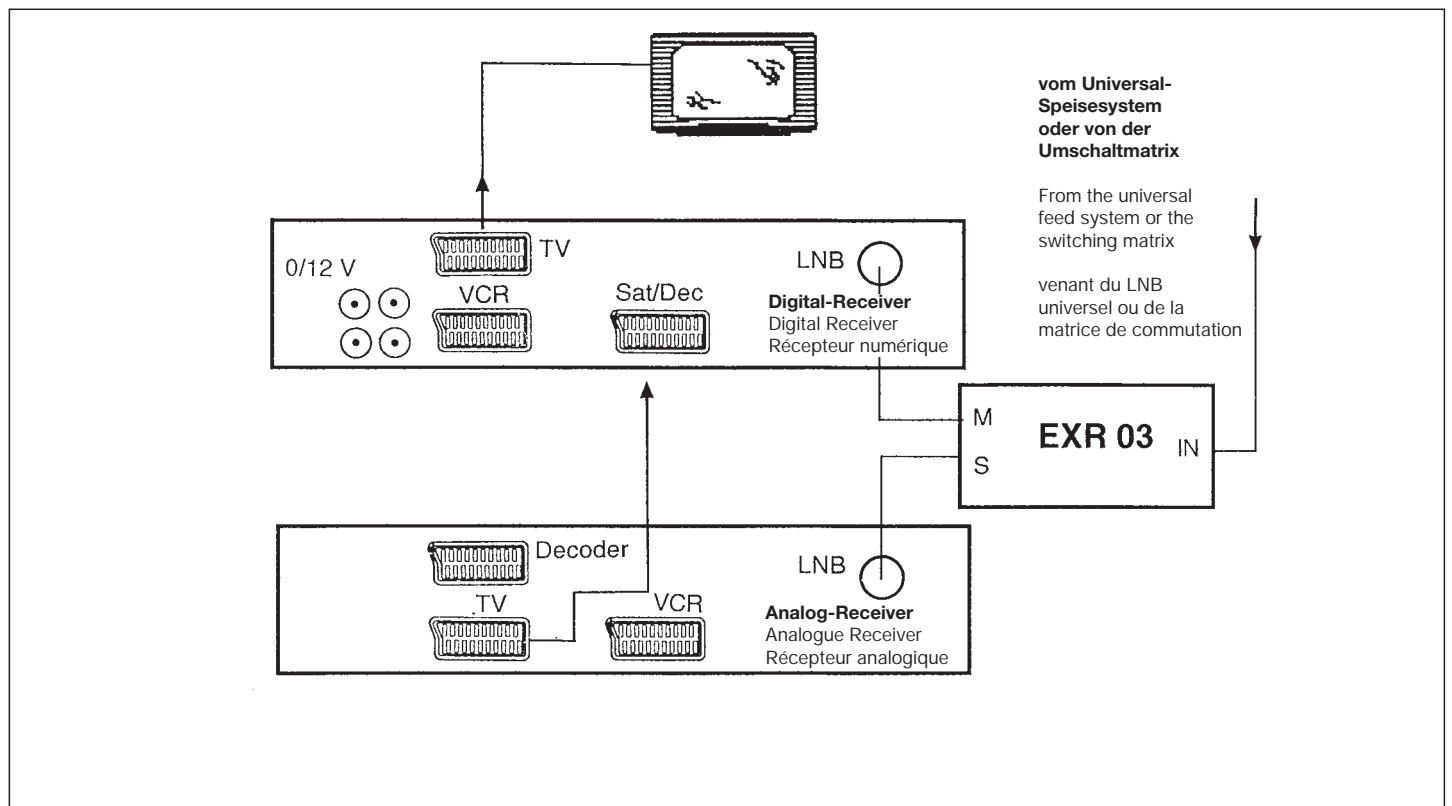 vom Universal-
Speisesystem
oder von der
Umschaltmatrix
From the universal
feed system or the
switching matrix
venant du LNB
universel ou de la
matrice de commutation
0/12 V
TV
VCR
Sat/Dec
LNB
Digital-Receiver
Digital Receiver
Récepteur numérique
M
S
EXR 03
IN
Decoder
TV
VCR
LNB
Analog-Receiver
Analogue Receiver
Récepteur analogique